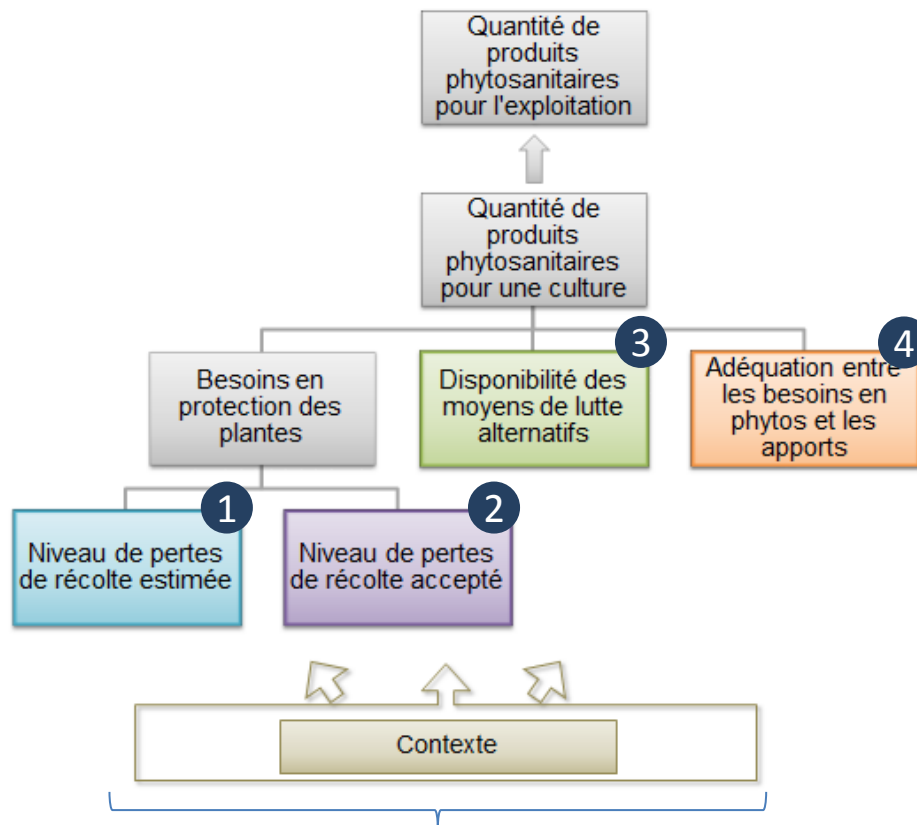 Quantité de
produits
phytosanitaires
pour l'exploitation
Quantité de
produits
phytosanitaires
pour une culture
Besoins en
protection des
plantes
3
Disponibilité des
moyens de lutte
alternatifs
4
Adéquation entre
les besoins en
phytos et les
apports
1
Niveau de pertes
de récolte estimée
2
Niveau de pertes
de récolte accepté
Contexte